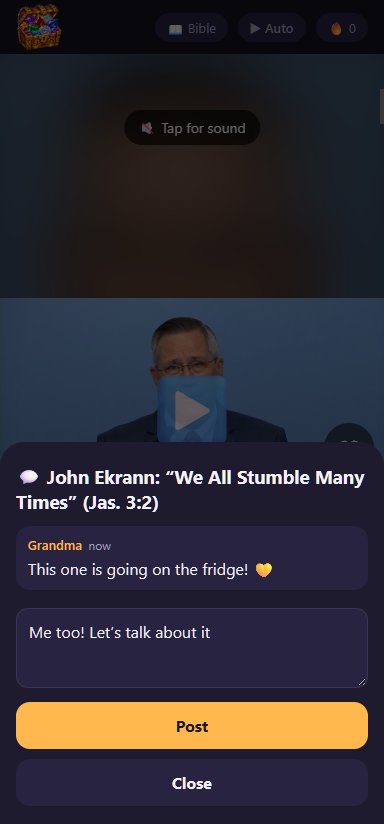 Bible
Auto
0
Tap for sound
John Ekrann: “We All Stumble Many
Times” (Jas. 3:2)
Grandma now
This one is going on the fridge! 🧡
Me too! Let’s talk about it
Post
Close